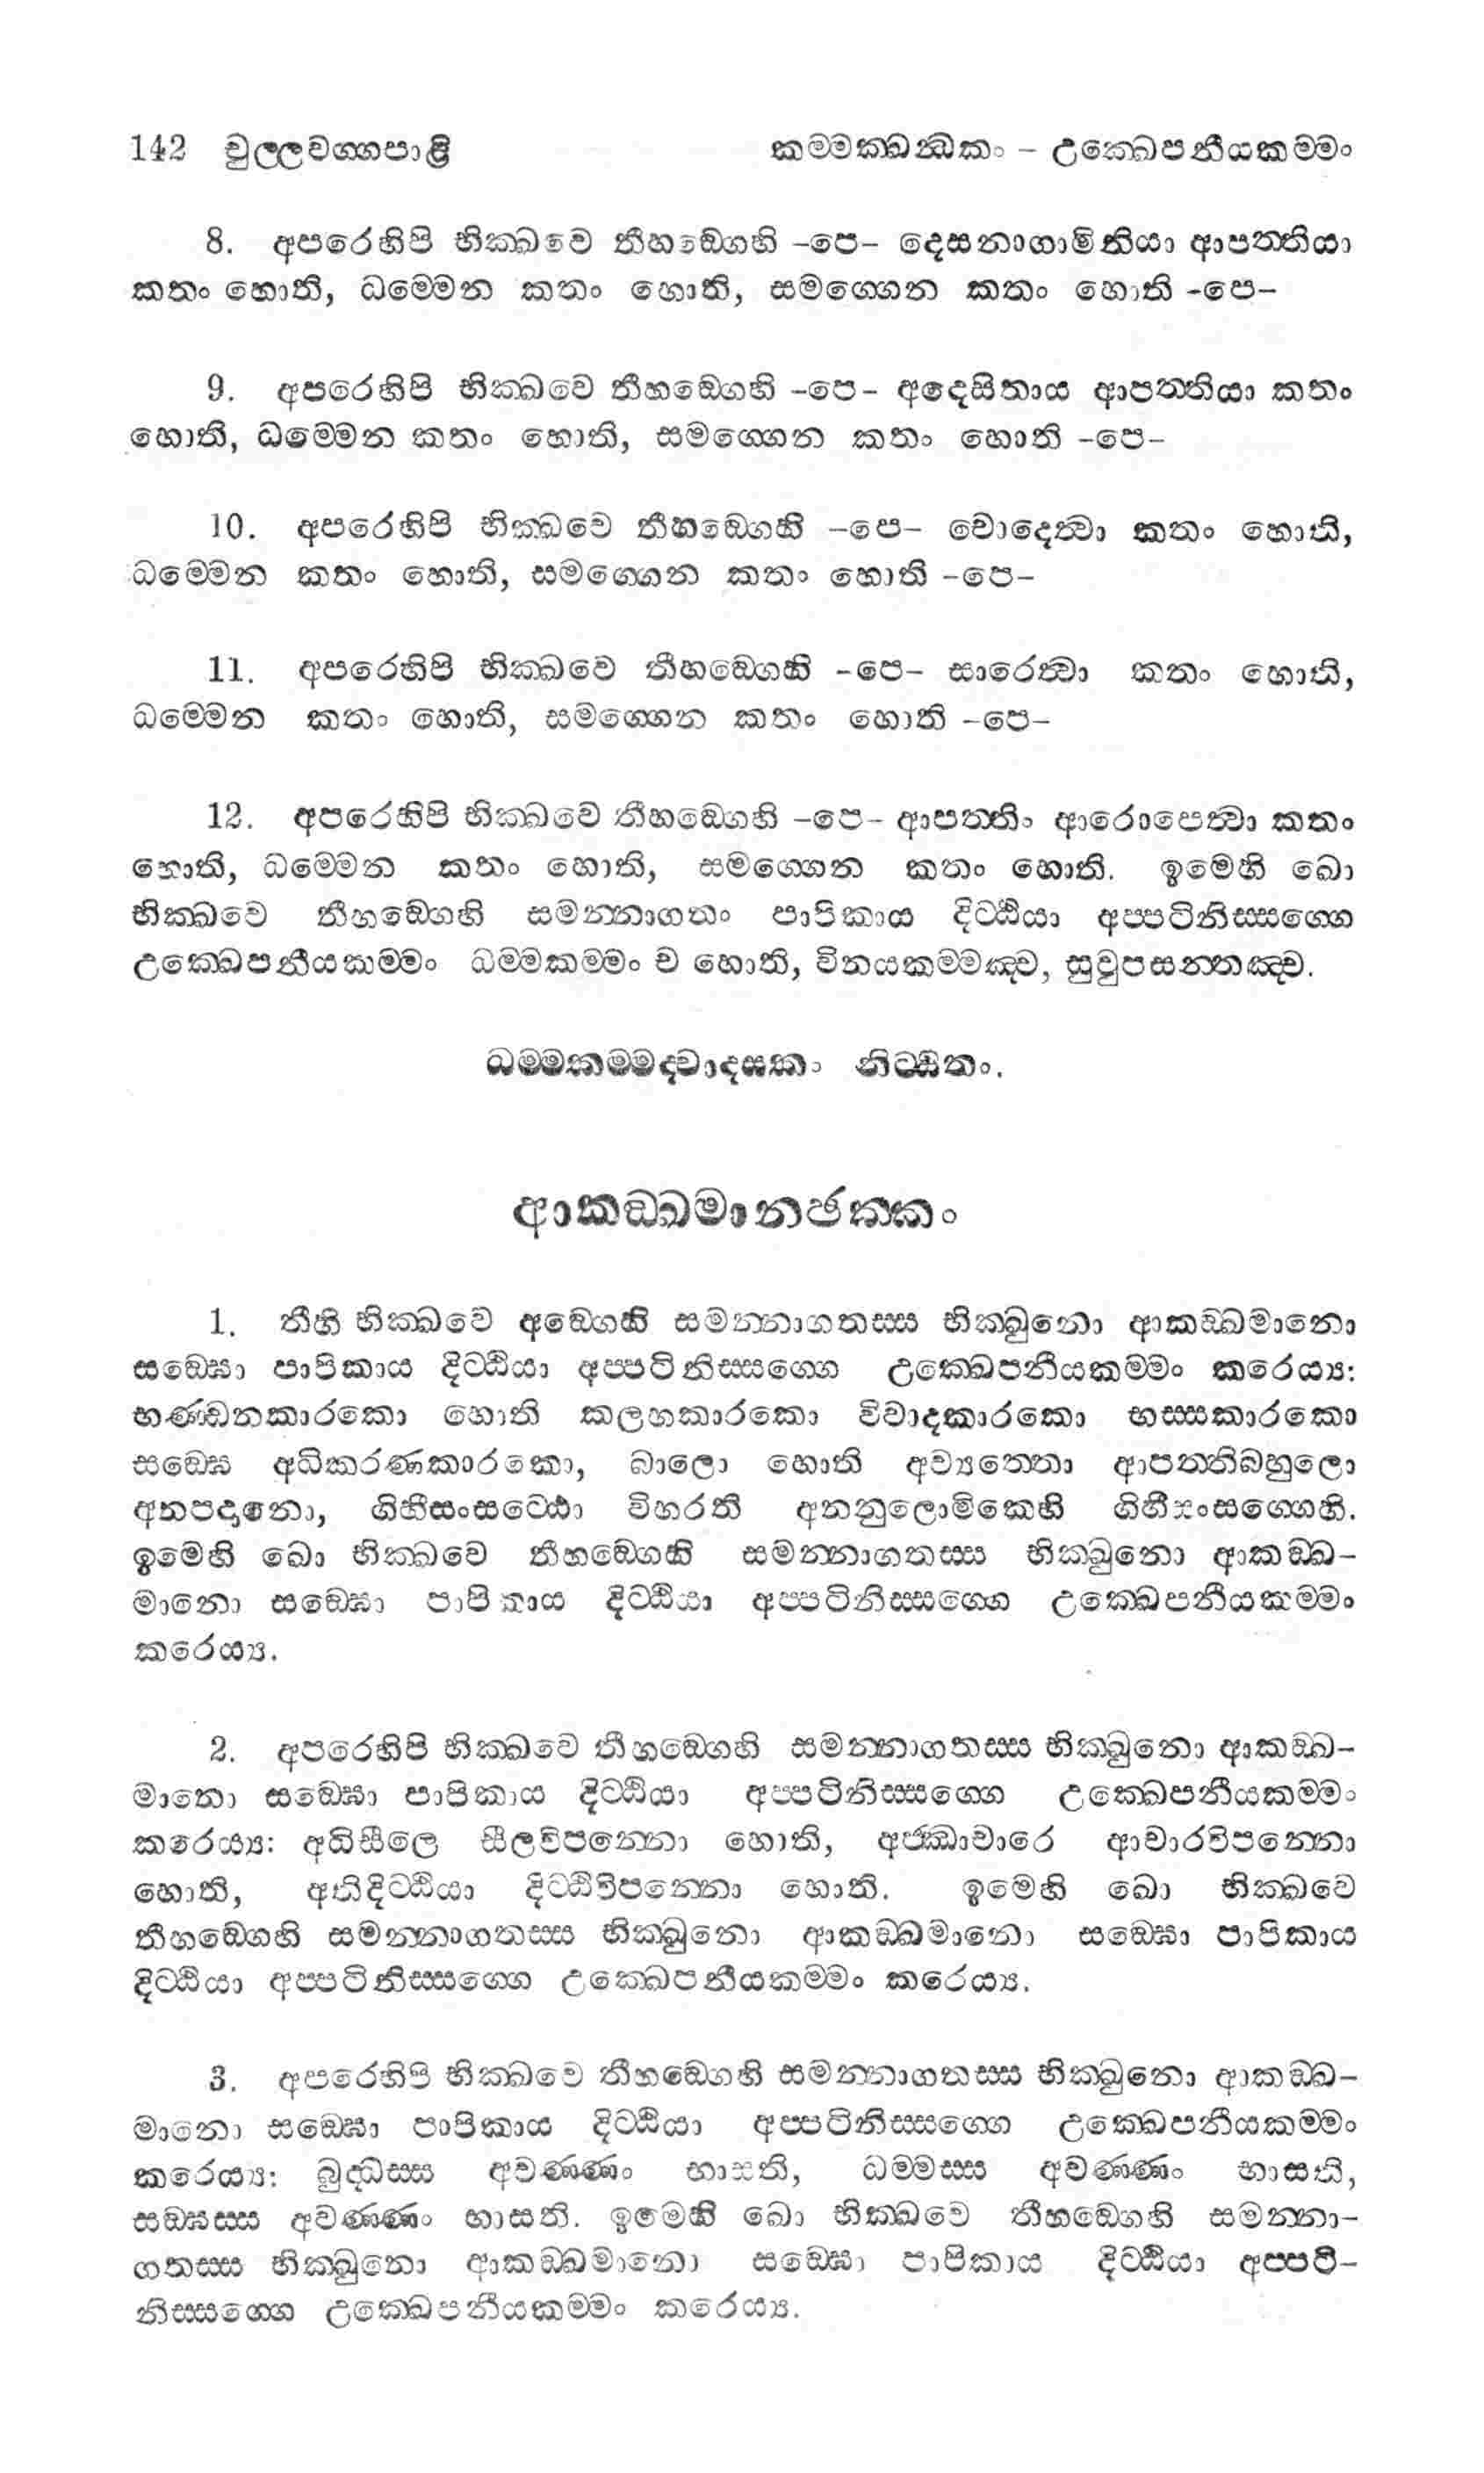 142 චුල්ලවග්ගපාළි කම්මක්ඛන්ධකං – උක්ඛෙපනීයකම්මං
8. අපරෙහිපි භික්ඛවෙ තීහඞ්ගෙහි –පෙ– දෙසනාගාමිනියා ආපත්තියා
කතං හොති, ධම්මෙන කතං හොති, සමග්ගෙන කතං හොති –පෙ–
9. අපරෙහිපි භික්ඛවෙ තීහඞ්ගෙහි –පෙ– අදෙසිතාය ආපත්තියා කතං
හොති, ධම්මෙන කතං හොති, සමග්ගෙන කතං හොති –පෙ–
10. අපරෙහිපි භික්ඛවෙ තීහඞ්ගෙහි –පෙ– චොදෙත්වා කතං හොති,
ධම්මෙන කතං හොති, සමග්ගෙන කතං හොති –පෙ–
11. අපරෙහිපි භික්ඛවෙ තීහඞ්ගෙහි –පෙ– සාරෙත්වා කතං හොති,
ධම්මෙන කතං හොති, සමග්ගෙන කතං හොති –පෙ–
12. අපරෙහිපි භික්ඛවෙ තීහඞ්ගෙහි –පෙ– ආපත්තිං ආරොපෙත්වා කතං
හොති, ධම්මෙන කතං හොති, සමග්ගෙන කතං හොති. ඉමෙහි ඛො
භික්ඛවෙ තීහඞ්ගෙහි සමන්නාගතං පාපිකාය දිට්ඨියා අප්පටිනිස්සග්ගෙ
උක්ඛෙපනීයකම්මං ධම්මකම්මං ච හොති, විනයකම්මඤ්ච, සුවුපසන්තඤ්ච.
ධම්මකම්මද්වාදසකං නිට්ඨිතං.
ආකඞ්ඛමානඡක්කං
1. තීහි භික්ඛවෙ අඞ්ගෙහි සමන්නාගතස්ස භික්ඛුනො ආකඞ්ඛමානො
සඞ්ඝො පාපිකාය දිට්ඨියා අප්පටිනිස්සග්ගෙ උක්ඛෙපනීයකම්මං කරෙය්‍ය:
භණ්ඩනකාරකො හොති කලහකාරකො විවාදකාරකො භස්සකාරකො
සඞ්ඝෙ අධිකරණකාරකො, බාලො හොති අව්‍යත්තො ආපත්තිබහුලො
අනපදානො, ගිහීසංසට්ඨො විහරති අනනුලොමිකෙහි ගිහීසංසග්ගෙහි.
ඉමෙහි ඛො භික්ඛවෙ තීහඞ්ගෙහි සමන්නාගතස්ස භික්ඛුනො ආකඞ්ඛ–
මානො සඞ්ඝො පාපිකාය දිට්ඨියා අප්පටිනිස්සග්ගෙ උක්ඛෙපනීයකම්මං
කරෙය්‍ය.
2. අපරෙහිපි භික්ඛවෙ තීහඞ්ගෙහි සමන්නාගතස්ස භික්ඛුනො ආකඞ්ඛ–
මානො සඞ්ඝො පාපිකාය දිට්ඨියා අප්පටිනිස්සග්ගෙ උක්ඛෙපනීයකම්මං
කරෙය්‍ය: අධිසීලෙ සීලවිපන්නො හොති, අජ්ඣාචාරෙ ආචාරවිපන්නො
හොති, අතිදිට්ඨියා දිට්ඨිවිපන්නො හොති. ඉමෙහි ඛො භික්ඛවෙ
තීහඞ්ගෙහි සමන්නාගතස්ස භික්ඛුනො ආකඞ්ඛමානො සඞ්ඝො පාපිකාය
දිට්ඨියා අප්පටිනිස්සග්ගෙ උක්ඛෙපනීයකම්මං කරෙය්‍ය.
3. අපරෙහිපි භික්ඛවෙ තීහඞ්ගෙහි සමන්නාගතස්ස භික්ඛුනො ආකඞ්ඛ–
මානො සඞ්ඝො පාපිකාය දිට්ඨියා අප්පටිනිස්සග්ගෙ උක්ඛෙපනීයකම්මං
කරෙය්‍ය: බුද්ධස්ස අවණ්ණං භාසති, ධම්මස්ස අවණ්ණං භාසති,
සඞ්ඝස්ස අවණ්ණං භාසති. ඉමෙහි ඛො භික්ඛවෙ තීහඞ්ගෙහි සමන්නා–
ගතස්ස භික්ඛුනො ආකඞ්ඛමානො සඞ්ඝො පාපිකාය දිට්ඨියා අප්පටි–
නිස්සග්ගෙ උක්ඛෙපනීයකම්මං කරෙය්‍ය.